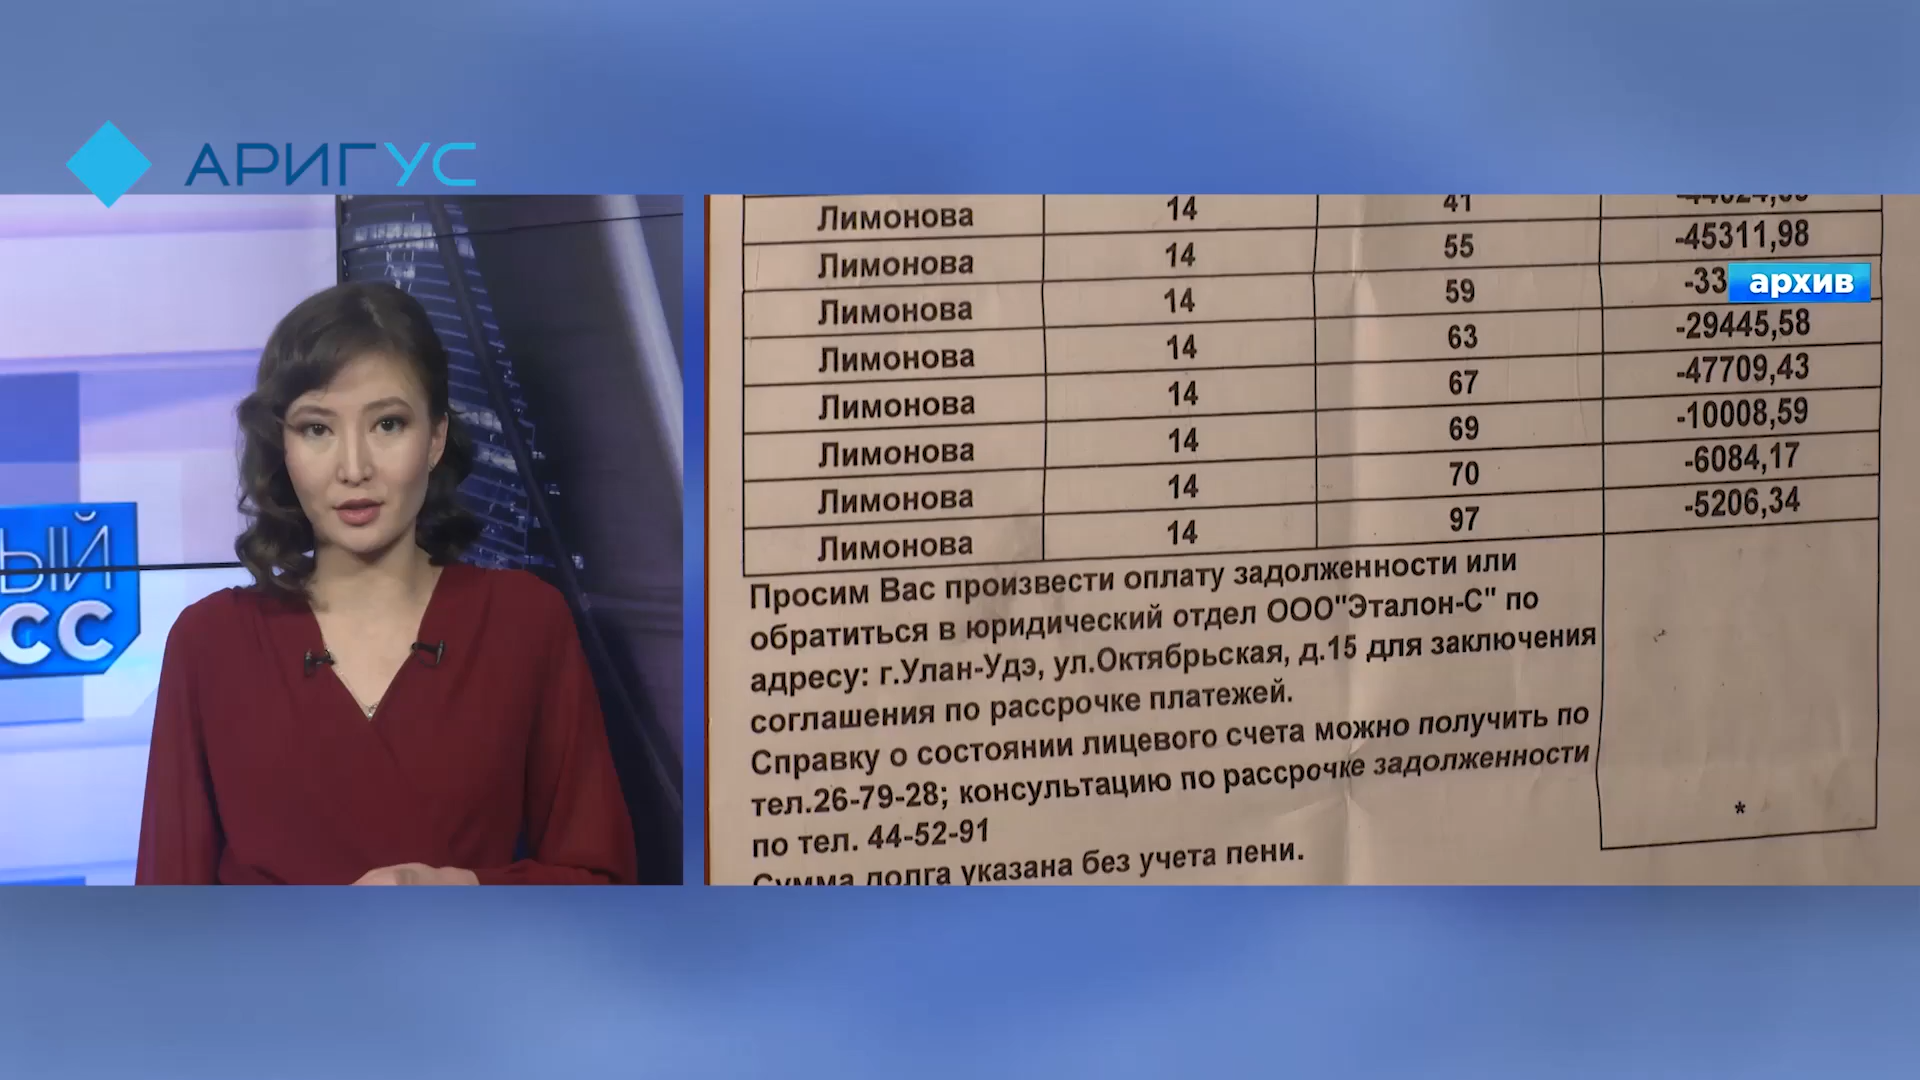 АРИГУС
ЫЙ
СС
Лимонова 14 41
Лимонова 14 55 -45311,98
Лимонова 14 59 -33
архив
Лимонова 14 63 -29445,58
Лимонова 14 67 -47709,43
Лимонова 14 69 -10008,59
Лимонова 14 70 -6084,17
Лимонова 14 97 -5206,34
Просим Вас произвести оплату задолженности или
обратиться в юридический отдел ООО"Эталон-С" по
адресу: г.Улан-Удэ, ул.Октябрьская, д.15 для заключения
соглашения по рассрочке платежей.
Справку о состоянии лицевого счета можно получить по
тел.26-79-28; консультацию по рассрочке задолженности
по тел. 44-52-91
*
Сумма долга указана без учета пени.